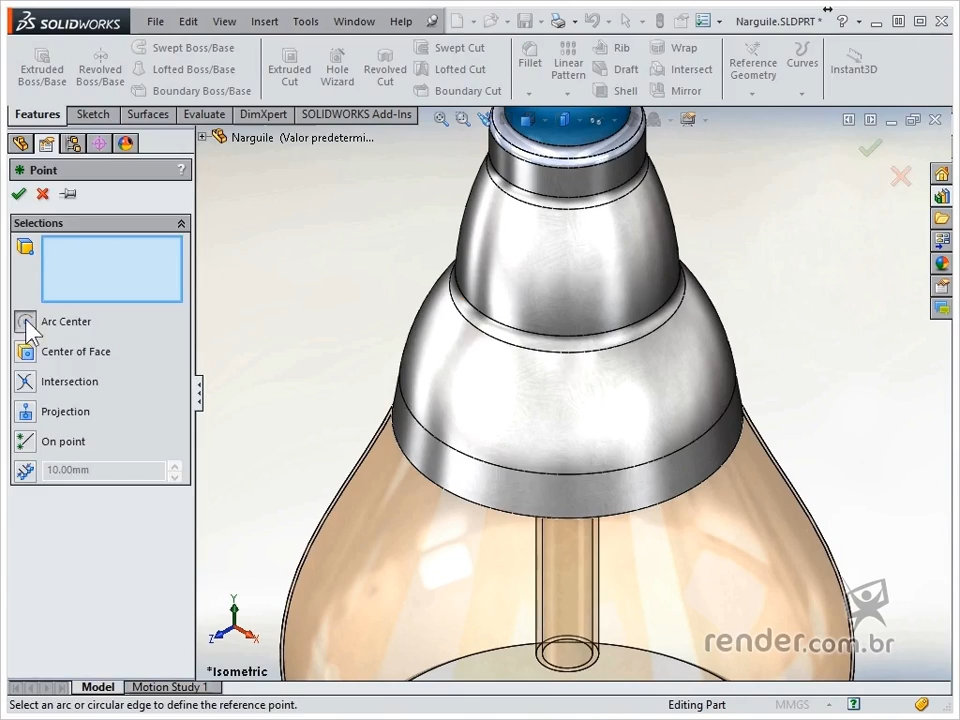 SOLIDWORKS File Edit View Insert Tools Window Help Narguile.SLDPRT * ?
Extruded Boss/Base
Revolved Boss/Base
Swept Boss/Base
Lofted Boss/Base
Boundary Boss/Base
Extruded Cut
Hole Wizard
Revolved Cut
Swept Cut
Lofted Cut
Boundary Cut
Fillet
Linear Pattern
Rib
Draft
Shell
Wrap
Intersect
Mirror
Reference Geometry
Curves
Instant3D
Features Sketch Surfaces Evaluate DimXpert SOLIDWORKS Add-Ins
Narguile (Valor predetermi...
Point ?
Selections
Arc Center
Center of Face
Intersection
Projection
On point
10.00mm
Y
Z
X
*Isometric
render.com.br
Model Motion Study 1
Select an arc or circular edge to define the reference point. Editing Part MMGS ?